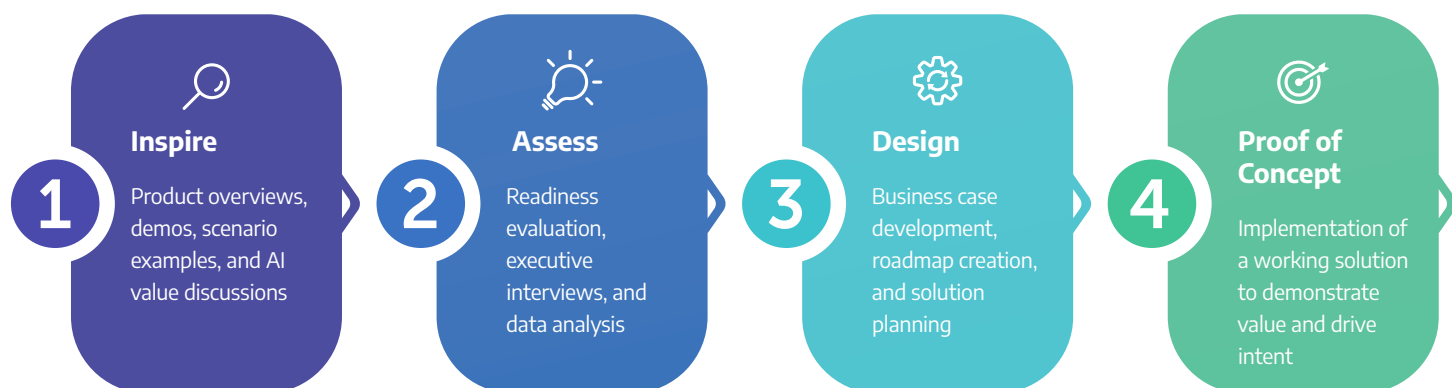 1
Inspire
Product overviews,
demos, scenario
examples, and AI
value discussions
2
Assess
Readiness
evaluation,
executive
interviews, and
data analysis
3
Design
Business case
development,
roadmap creation,
and solution
planning
4
Proof of
Concept
Implementation of
a working solution
to demonstrate
value and drive
intent